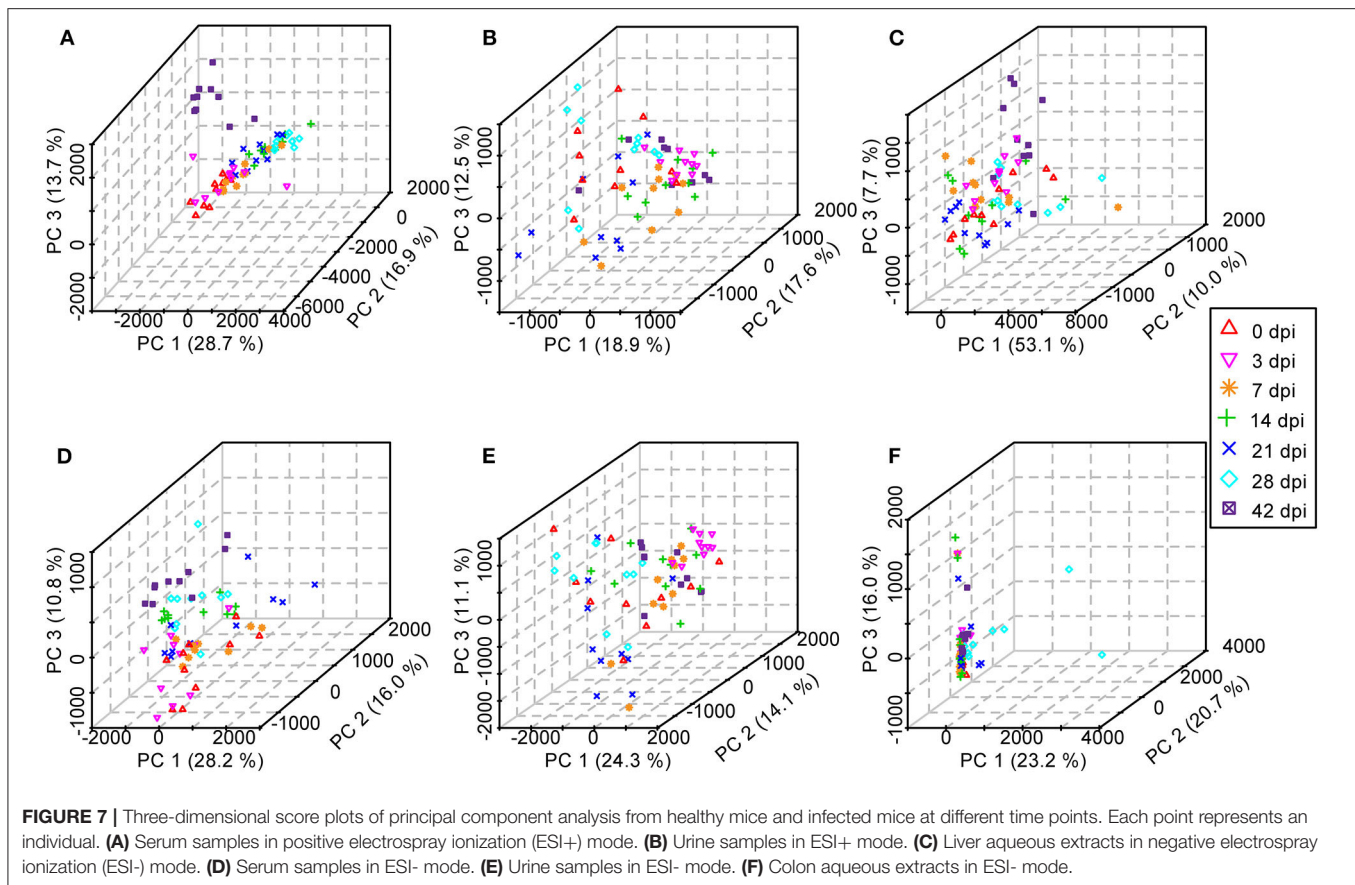 A
PC 3 (13.7 %)
2000
0
-2000
-2000 0 2000 4000
PC 1 (28.7 %)
-6000
-4000
-2000
0
2000
PC 2 (16.9 %)
B
PC 3 (12.5 %)
1000
0
-1000
-1000 0 1000
PC 1 (18.9 %)
-1000
0
1000
2000
PC 2 (17.6 %)
C
PC 3 (7.7 %)
1000
0
-1000
0 4000 8000
PC 1 (53.1 %)
-1000
0
1000
2000
PC 2 (10.0 %)
0 dpi
3 dpi
7 dpi
14 dpi
21 dpi
28 dpi
42 dpi
D
PC 3 (10.8 %)
1000
0
-1000
-2000 0 2000
PC 1 (28.2 %)
-1000
0
1000
2000
PC 2 (16.0 %)
E
PC 3 (11.1 %)
1000
0
-1000
-2000
-2000 0 2000
PC 1 (24.3 %)
-1000
0
1000
2000
PC 2 (14.1 %)
F
PC 3 (16.0 %)
2000
1000
0
-1000
0 2000 4000
PC 1 (23.2 %)
0
2000
4000
PC 2 (20.7 %)
FIGURE 7 | Three-dimensional score plots of principal component analysis from healthy mice and infected mice at different time points. Each point represents an
individual. (A) Serum samples in positive electrospray ionization (ESI+) mode. (B) Urine samples in ESI+ mode. (C) Liver aqueous extracts in negative electrospray
ionization (ESI-) mode. (D) Serum samples in ESI- mode. (E) Urine samples in ESI- mode. (F) Colon aqueous extracts in ESI- mode.